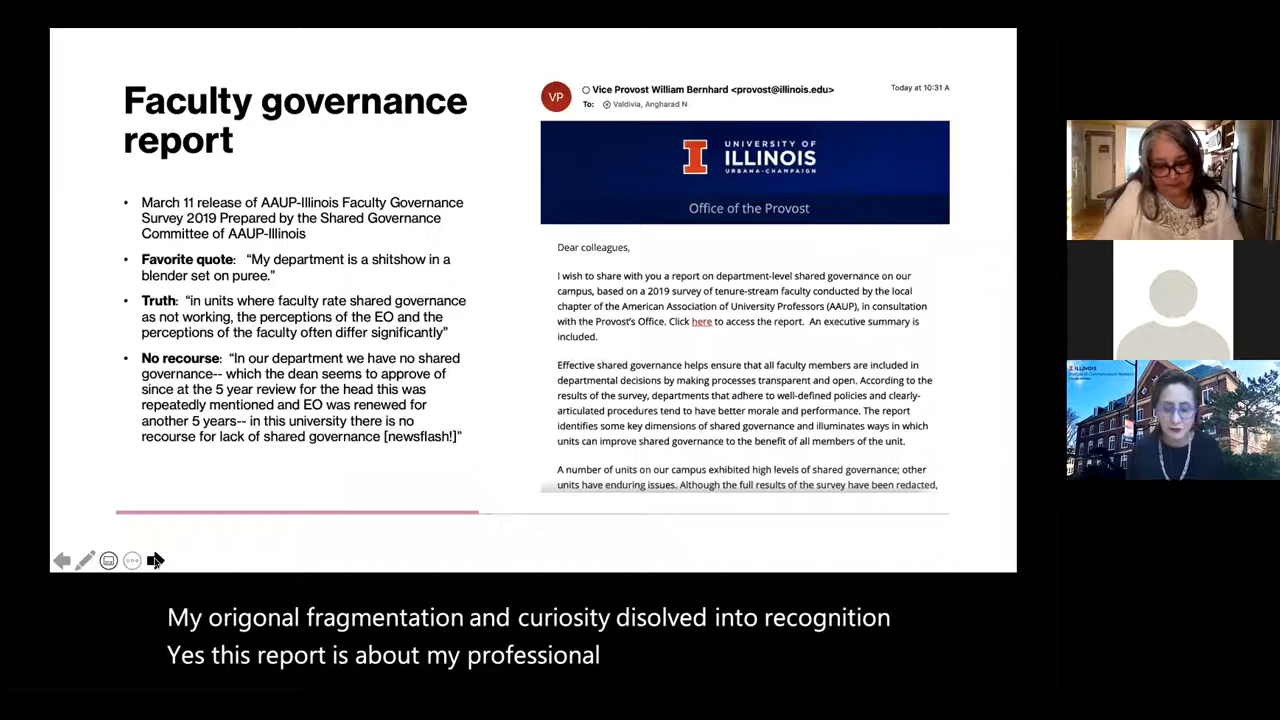 Faculty governance
report
• March 11 release of AAUP-Illinois Faculty Governance
Survey 2019 Prepared by the Shared Governance
Committee of AAUP-Illinois
• Favorite quote: “My department is a shitshow in a
blender set on puree.”
• Truth: “in units where faculty rate shared governance
as not working, the perceptions of the EO and the
perceptions of the faculty often differ significantly”
• No recourse: “In our department we have no shared
governance-- which the dean seems to approve of
since at the 5 year review for the head this was
repeatedly mentioned and EO was renewed for
another 5 years-- in this university there is no
recourse for lack of shared governance [newsflash!]”
VP
Vice Provost William Bernhard <provost@illinois.edu>
Today at 10:31 A
To: Valdivia, Angharad N
UNIVERSITY OF
ILLINOIS
URBANA-CHAMPAIGN
Office of the Provost
Dear colleagues,
I wish to share with you a report on department-level shared governance on our
campus, based on a 2019 survey of tenure-stream faculty conducted by the local
chapter of the American Association of University Professors (AAUP), in consultation
with the Provost’s Office. Click here to access the report. An executive summary is
included.
Effective shared governance helps ensure that all faculty members are included in
departmental decisions by making processes transparent and open. According to the
results of the survey, departments that adhere to well-defined policies and clearly-
articulated procedures tend to have better morale and performance. The report
identifies some key dimensions of shared governance and illuminates ways in which
units can improve shared governance to the benefit of all members of the unit.
A number of units on our campus exhibited high levels of shared governance; other
units have enduring issues. Although the full results of the survey have been redacted,
ILLINOIS
My origonal fragmentation and curiosity disolved into recognition
Yes this report is about my professional